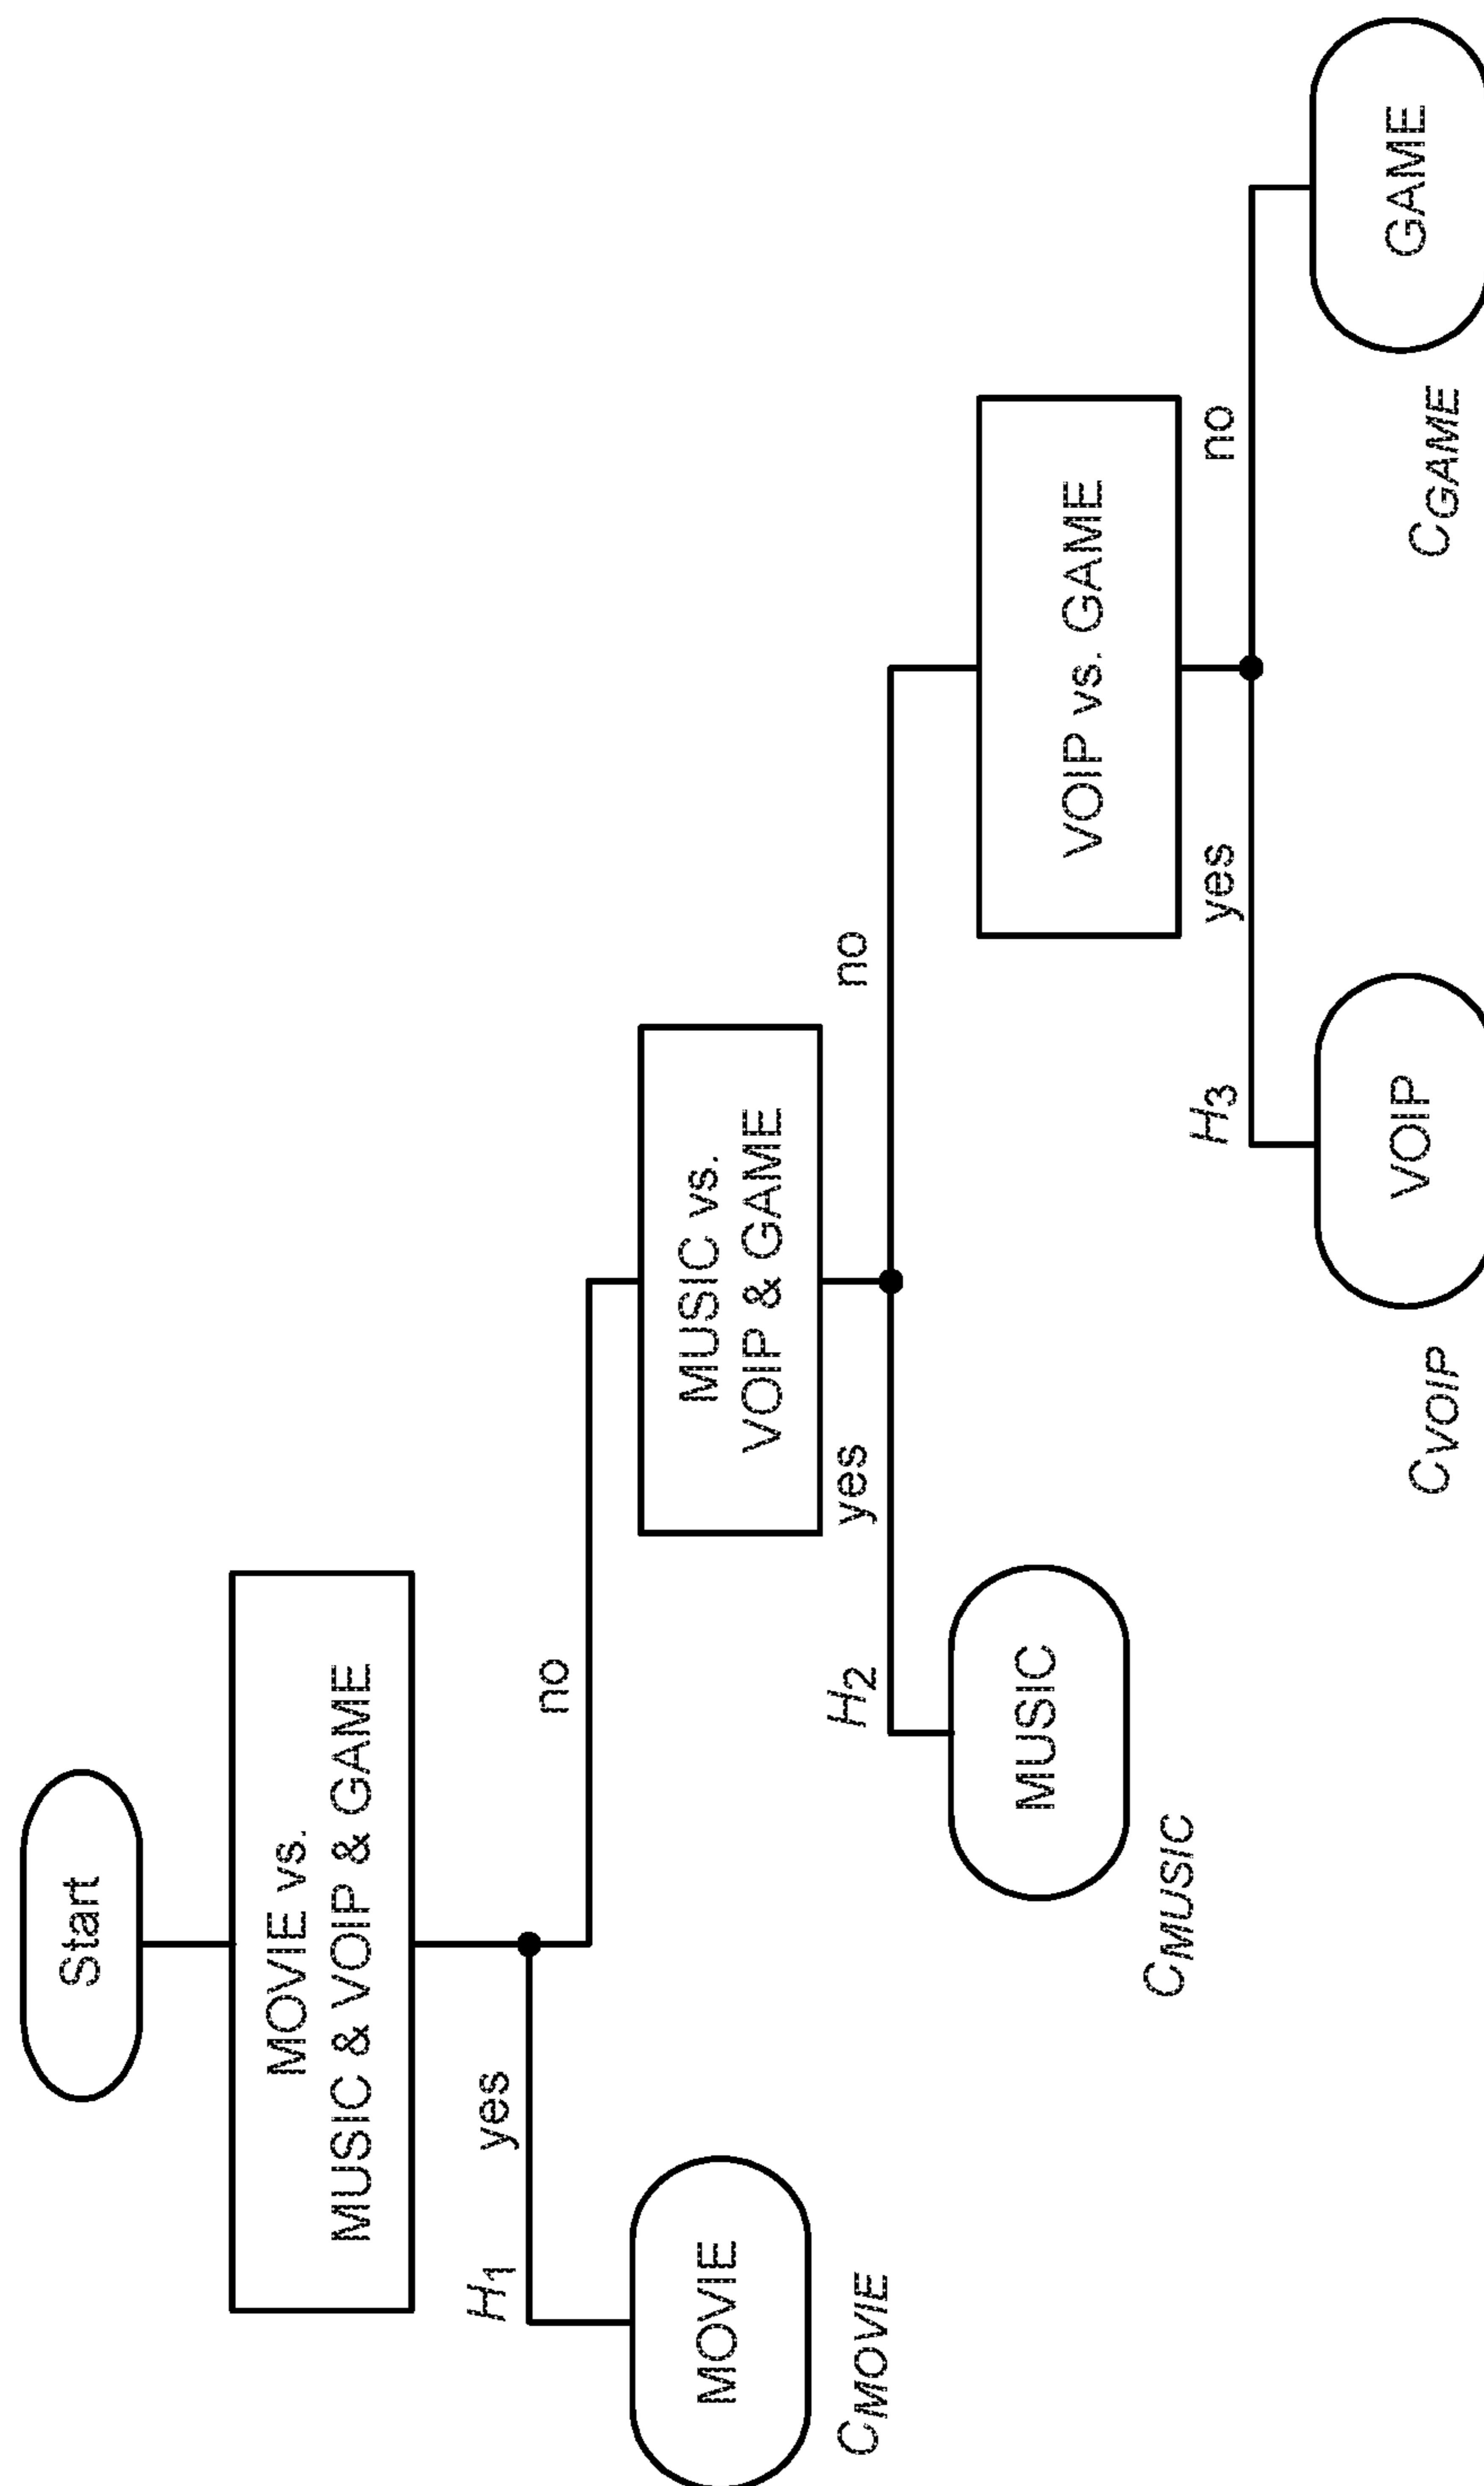 Start
MOVIE vs.
MUSIC & VOIP & GAME
H1
yes
no
MOVIE
CMOVIE
MUSIC vs.
VOIP & GAME
H2
yes
no
MUSIC
CMUSIC
VOIP vs. GAME
H3
yes
no
VOIP
CVOIP
GAME
CGAME